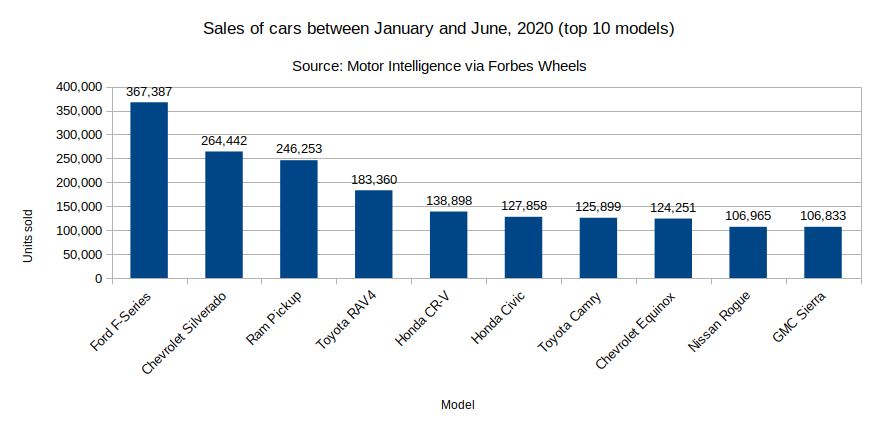 Sales of cars between January and June, 2020 (top 10 models)
Source: Motor Intelligence via Forbes Wheels
400,000
350,000
300,000
250,000
200,000
150,000
100,000
50,000
0
Units sold
367,387
264,442
246,253
183,360
138,898
127,858
125,899
124,251
106,965
106,833
Ford F-Series
Chevrolet Silverado
Ram Pickup
Toyota RAV4
Honda CR-V
Honda Civic
Toyota Camry
Chevrolet Equinox
Nissan Rogue
GMC Sierra
Model